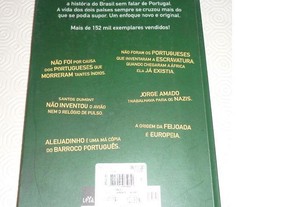 a história do Brasil sem falar de Portugal.
A vida dos dois países sempre se cruzou mais do
que se podia supor. Um enfoque novo e original.
Mais de 152 mil exemplares vendidos!
NÃO FOI POR CAUSA
DOS PORTUGUESES QUE
MORRERAM TANTOS ÍNDIOS.
NÃO FORAM OS PORTUGUESES
QUE INVENTARAM A ESCRAVATURA
QUANDO CHEGARAM A ÁFRICA
ELA JÁ EXISTIA.
SANTOS DUMONT
NÃO INVENTOU O AVIÃO
NEM O RELÓGIO DE PULSO.
JORGE AMADO
TRABALHAVA PARA OS NAZIS.
ALEIJADINHO É UMA MÁ CÓPIA
DO BARROCO PORTUGUÊS.
A ORIGEM DA FEIJOADA
É EUROPEIA.
LeYa